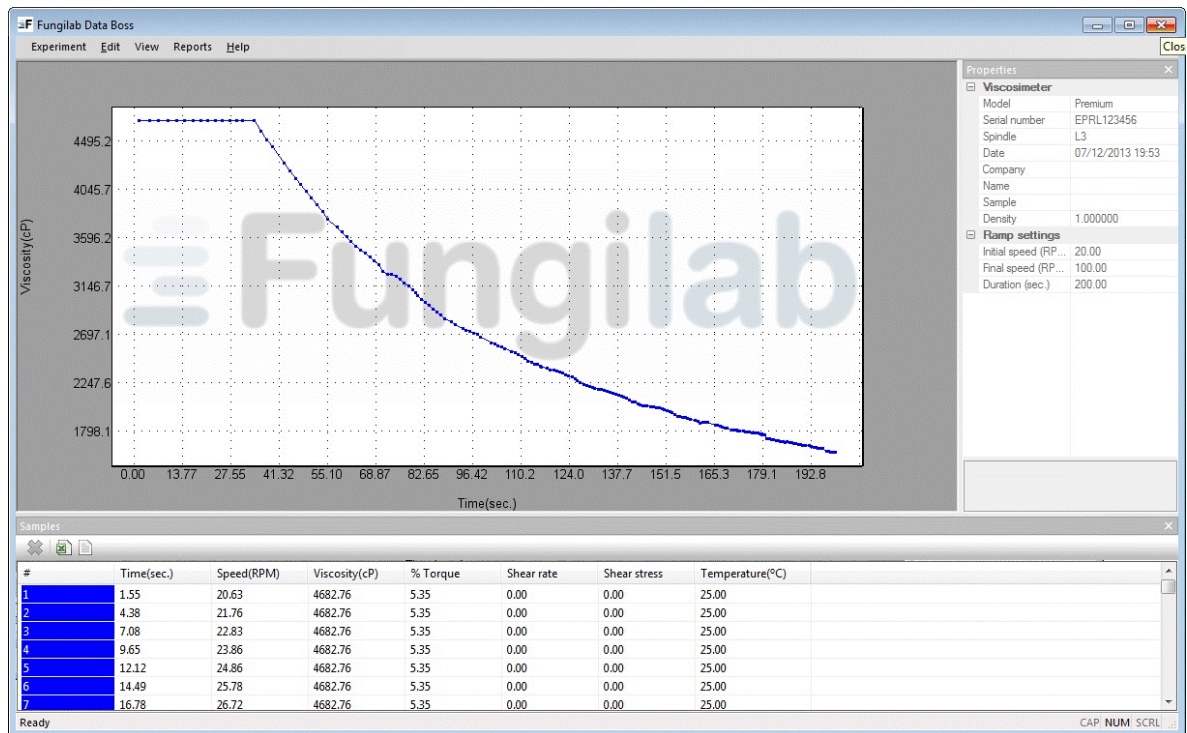 Fungilab Data Boss
Experiment Edit View Reports Help
Clos
Viscosity(cP)
4495.2
4045.7
3596.2
3146.7
2697.1
2247.6
1798.1
Fungilab
0.00 13.77 27.55 41.32 55.10 68.87 82.65 96.42 110.2 124.0 137.7 151.5 165.3 179.1 192.8
Time(sec.)
Properties
Viscosimeter
Model Premium
Serial number EPRL123456
Spindle L3
Date 07/12/2013 19:53
Company
Name
Sample
Density 1.000000
Ramp settings
Initial speed (RP... 20.00
Final speed (RP... 100.00
Duration (sec.) 200.00
Samples
# Time(sec.) Speed(RPM) Viscosity(cP) % Torque Shear rate Shear stress Temperature(ºC)
1 1.55 20.63 4682.76 5.35 0.00 0.00 25.00
2 4.38 21.76 4682.76 5.35 0.00 0.00 25.00
3 7.08 22.83 4682.76 5.35 0.00 0.00 25.00
4 9.65 23.86 4682.76 5.35 0.00 0.00 25.00
5 12.12 24.86 4682.76 5.35 0.00 0.00 25.00
6 14.49 25.78 4682.76 5.35 0.00 0.00 25.00
7 16.78 26.72 4682.76 5.35 0.00 0.00 25.00
Ready CAP NUM SCRL